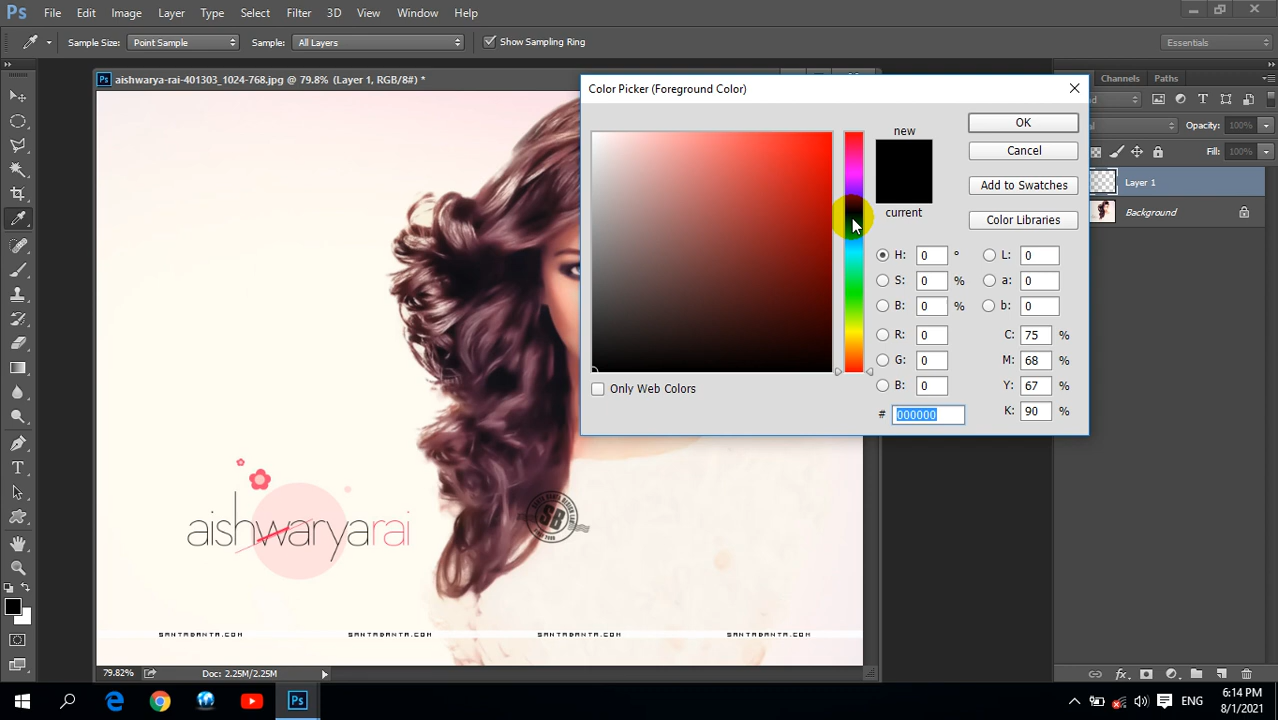 Ps File Edit Image Layer Type Select Filter 3D View Window Help
Sample Size: Point Sample Sample: All Layers Show Sampling Ring Essentials
Ps aishwarya-rai-401303_1024-768.jpg @ 79.8% (Layer 1, RGB/8#) *
Channels Paths
Color Picker (Foreground Color)
new
current
OK
Cancel
Add to Swatches
Color Libraries
H: 0 ° L: 0
S: 0 % a: 0
B: 0 % b: 0
R: 0 C: 75 %
G: 0 M: 68 %
B: 0 Y: 67 %
# 000000 K: 90 %
Only Web Colors
Opacity: 100%
Fill: 100%
Layer 1
Background
aishwaryarai
SB
SANTABANTA.COM SANTABANTA.COM SANTABANTA.COM SANTABANTA.COM
79.82% Doc: 2.25M/2.25M
Ps
ENG
6:14 PM
8/1/2021